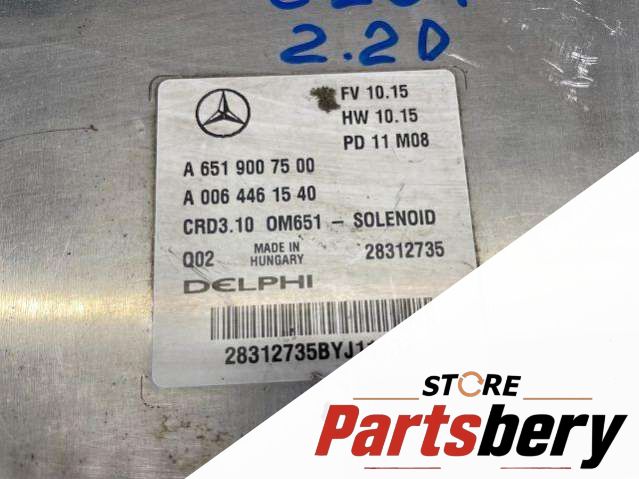 2.2D
FV 10.15
HW 10.15
PD 11 M08
A 651 900 75 00
A 006 446 15 40
CRD3.10 OM651 – SOLENOID
Q02 MADE IN HUNGARY 28312735
DELPHI
28312735BYJ11
STORE
Partsbery